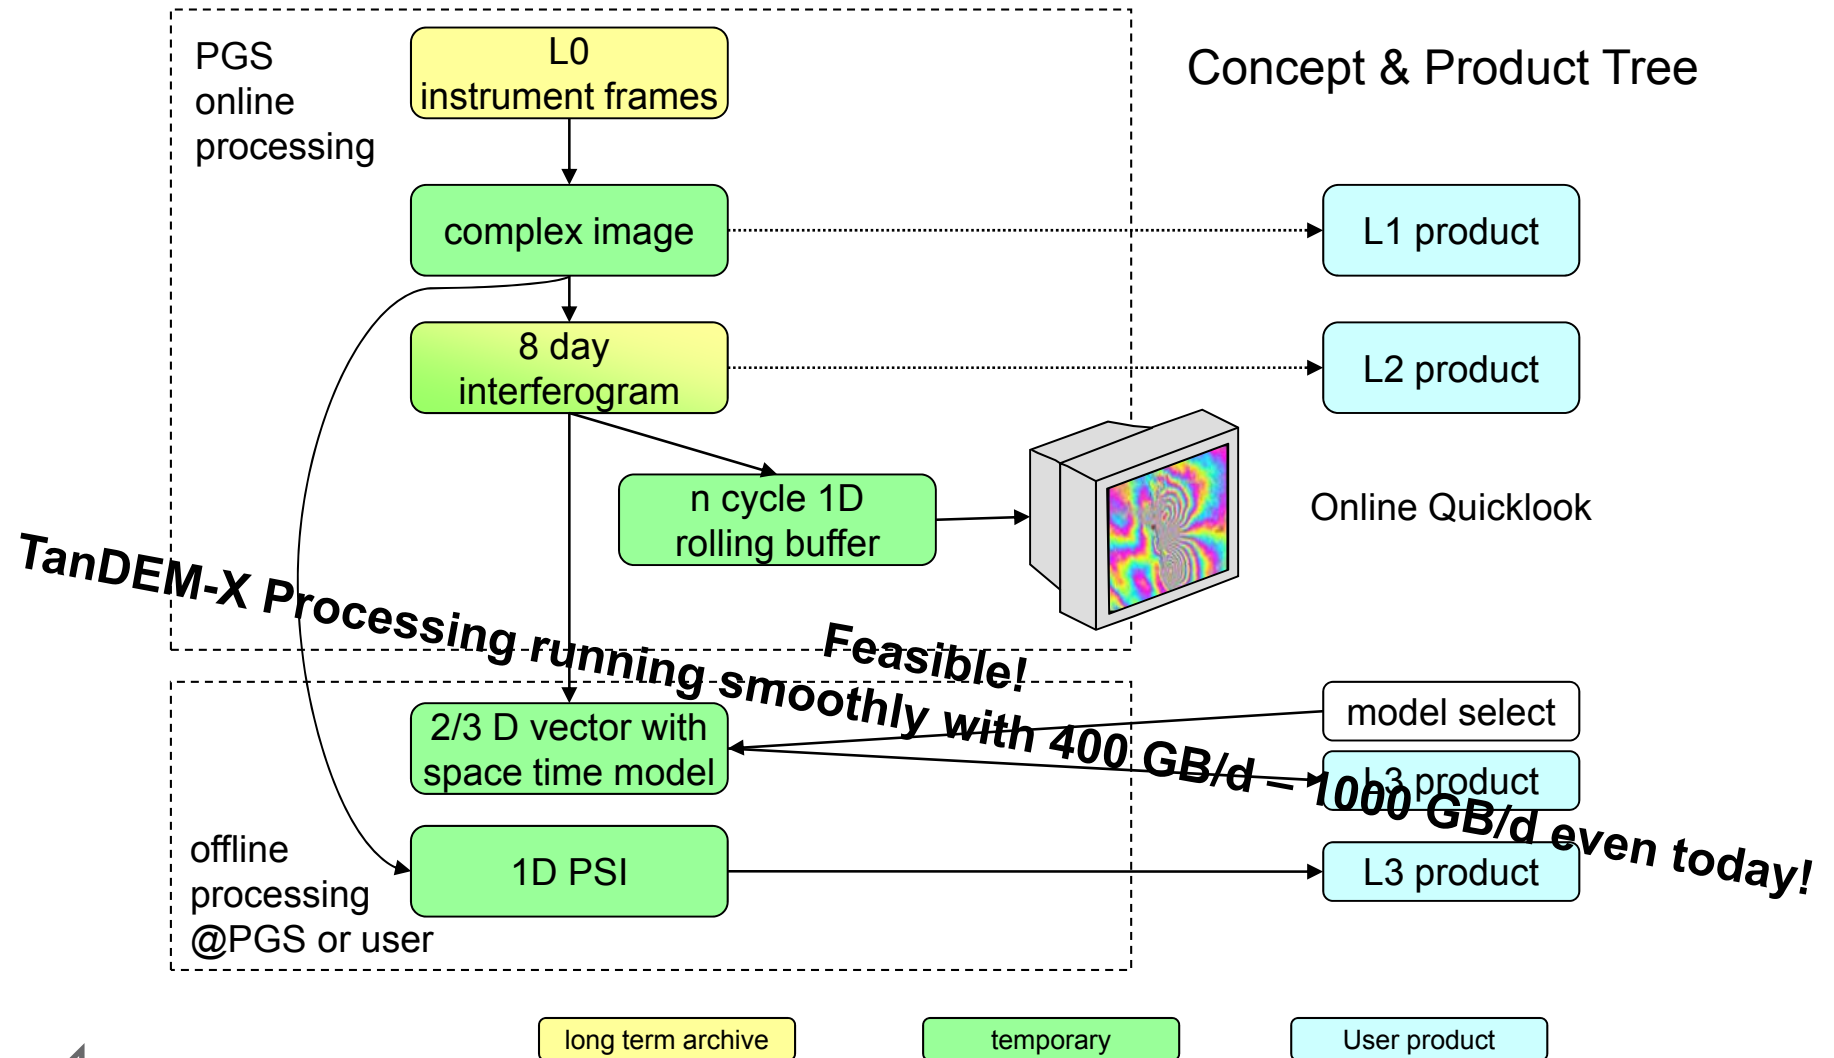 PGS
online
processing
L0
instrument frames
Concept & Product Tree
complex image
L1 product
8 day
interferogram
L2 product
n cycle 1D
rolling buffer
Online Quicklook
TanDEM-X Processing running smoothly with 400 GB/d – 1000 GB/d even today!
Feasible!
2/3 D vector with
space time model
model select
L3 product
offline
processing
@PGS or user
1D PSI
L3 product
long term archive
temporary
User product